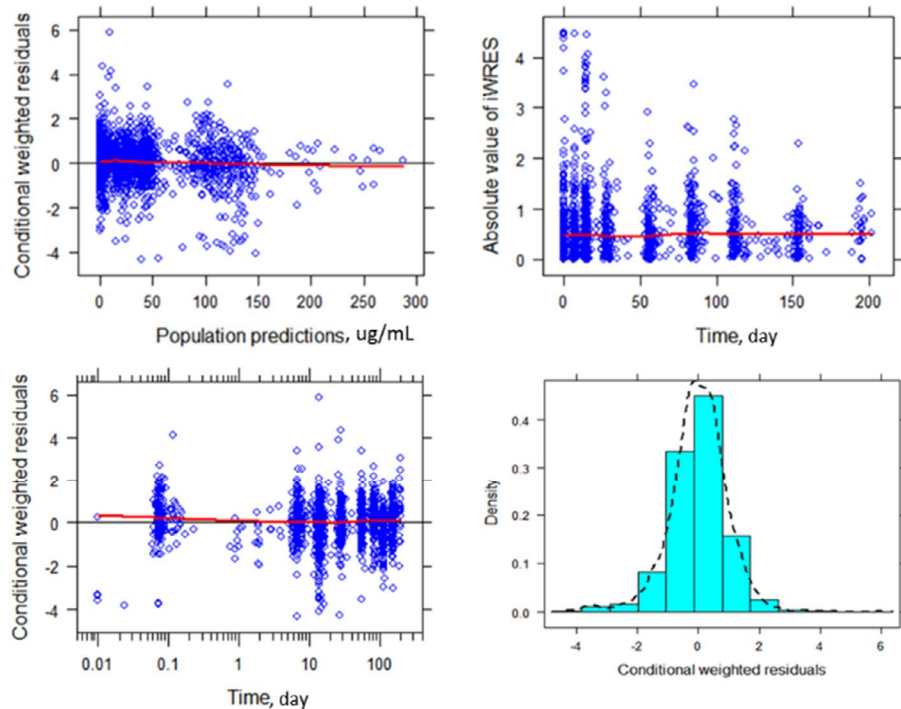 Conditional weighted residuals
6
4
2
0
-2
-4
0 50 100 150 200 250 300
Population predictions, ug/mL
Absolute value of iWRES
4
3
2
1
0
0 50 100 150 200
Time, day
Conditional weighted residuals
6
4
2
0
-2
-4
0.01 0.1 1 10 100
Time, day
Density
0.4
0.3
0.2
0.1
0.0
-4 -2 0 2 4 6
Conditional weighted residuals